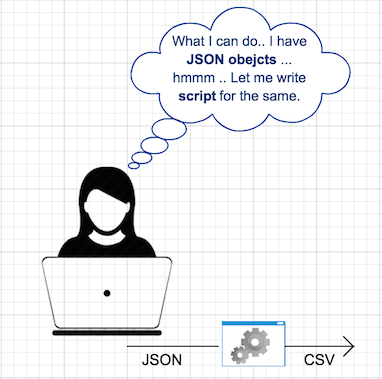 What I can do.. I have
JSON obejcts ...
hmmm .. Let me write
script for the same.
JSON
CSV